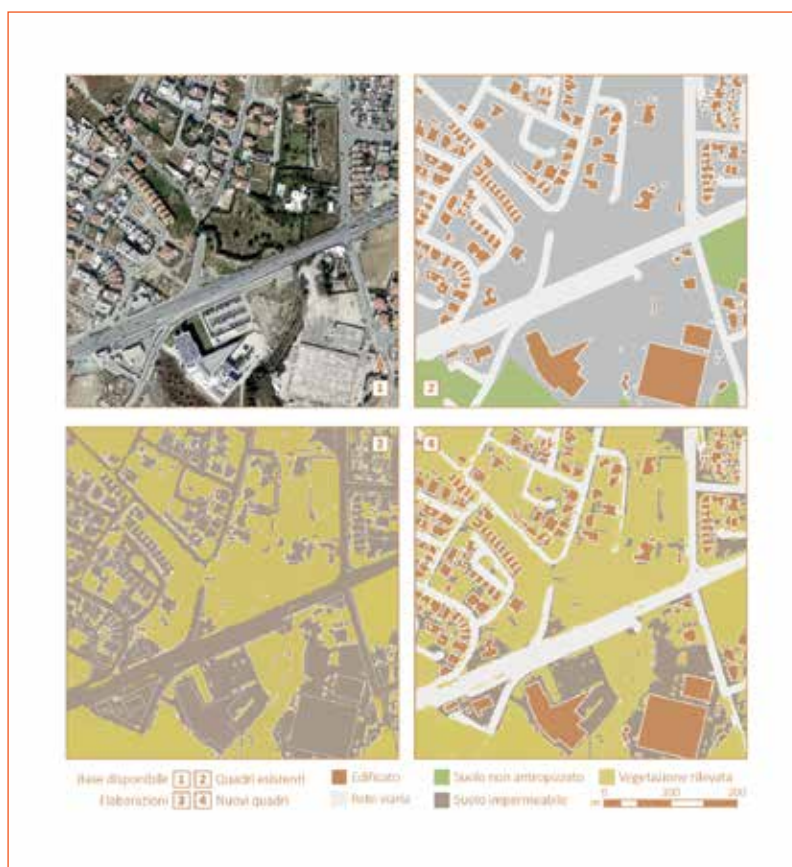 1
2
3
4
Base disponibile 1 2 Quadri esistenti
Elaborazioni 3 4 Nuovi quadri
Edificato
Rete viaria
Suolo non antropizzato
Suolo impermeabile
Vegetazione rilevata
m 0 100 200